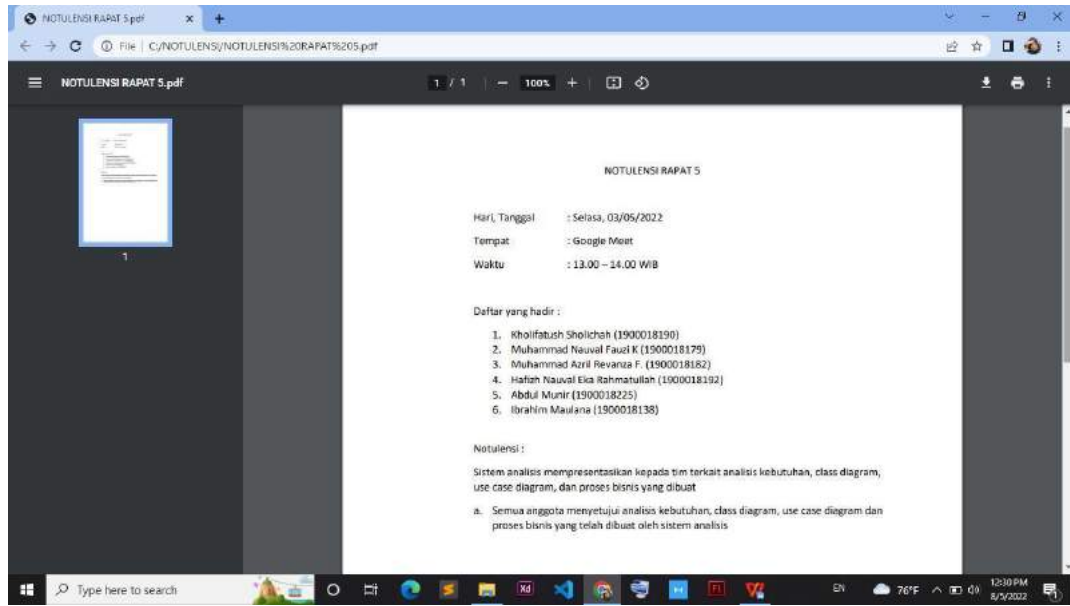 NOTULENSI RAPAT 5.pdf
File | C:/NOTULENSI/NOTULENSI%20RAPAT%205.pdf
NOTULENSI RAPAT 5.pdf
1 / 1
100%
1
NOTULENSI RAPAT 5
Hari, Tanggal : Selasa, 03/05/2022
Tempat : Google Meet
Waktu : 13.00 – 14.00 WIB
Daftar yang hadir :
1. Kholifatush Sholichah (1900018190)
2. Muhammad Nauval Fauzi K (1900018179)
3. Muhammad Azril Revanza F. (1900018182)
4. Hafizh Nauval Eka Rahmatullah (1900018192)
5. Abdul Munir (1900018225)
6. Ibrahim Maulana (1900018138)
Notulensi :
Sistem analisis mempresentasikan kepada tim terkait analisis kebutuhan, class diagram,
use case diagram, dan proses bisnis yang dibuat
a. Semua anggota menyetujui analisis kebutuhan, class diagram, use case diagram dan
proses bisnis yang telah dibuat oleh sistem analisis
Type here to search
Xd
EN
76°F
12:30 PM
8/5/2022